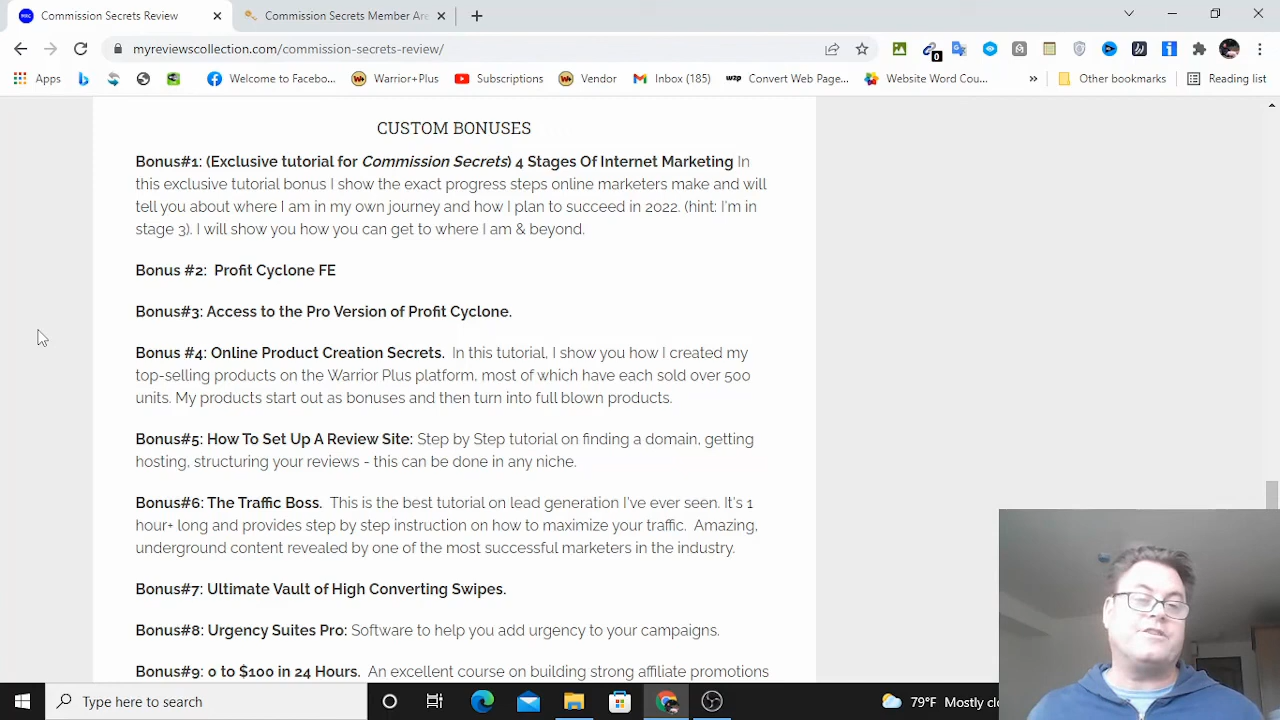 Commission Secrets Review
Commission Secrets Member Are
myreviewscollection.com/commission-secrets-review/
0
Apps
Welcome to Facebo...
Warrior+Plus
Subscriptions
Vendor
Inbox (185)
w2p Convert Web Page...
Website Word Cou...
»
Other bookmarks
Reading list
CUSTOM BONUSES
Bonus#1: (Exclusive tutorial for Commission Secrets) 4 Stages Of Internet Marketing In
this exclusive tutorial bonus I show the exact progress steps online marketers make and will
tell you about where I am in my own journey and how I plan to succeed in 2022. (hint: I'm in
stage 3). I will show you how you can get to where I am & beyond.
Bonus #2: Profit Cyclone FE
Bonus#3: Access to the Pro Version of Profit Cyclone.
Bonus #4: Online Product Creation Secrets. In this tutorial, I show you how I created my
top-selling products on the Warrior Plus platform, most of which have each sold over 500
units. My products start out as bonuses and then turn into full blown products.
Bonus#5: How To Set Up A Review Site: Step by Step tutorial on finding a domain, getting
hosting, structuring your reviews - this can be done in any niche.
Bonus#6: The Traffic Boss. This is the best tutorial on lead generation I've ever seen. It's 1
hour+ long and provides step by step instruction on how to maximize your traffic. Amazing,
underground content revealed by one of the most successful marketers in the industry.
Bonus#7: Ultimate Vault of High Converting Swipes.
Bonus#8: Urgency Suites Pro: Software to help you add urgency to your campaigns.
Bonus#9: 0 to $100 in 24 Hours. An excellent course on building strong affiliate promotions
Type here to search
79°F Mostly clo